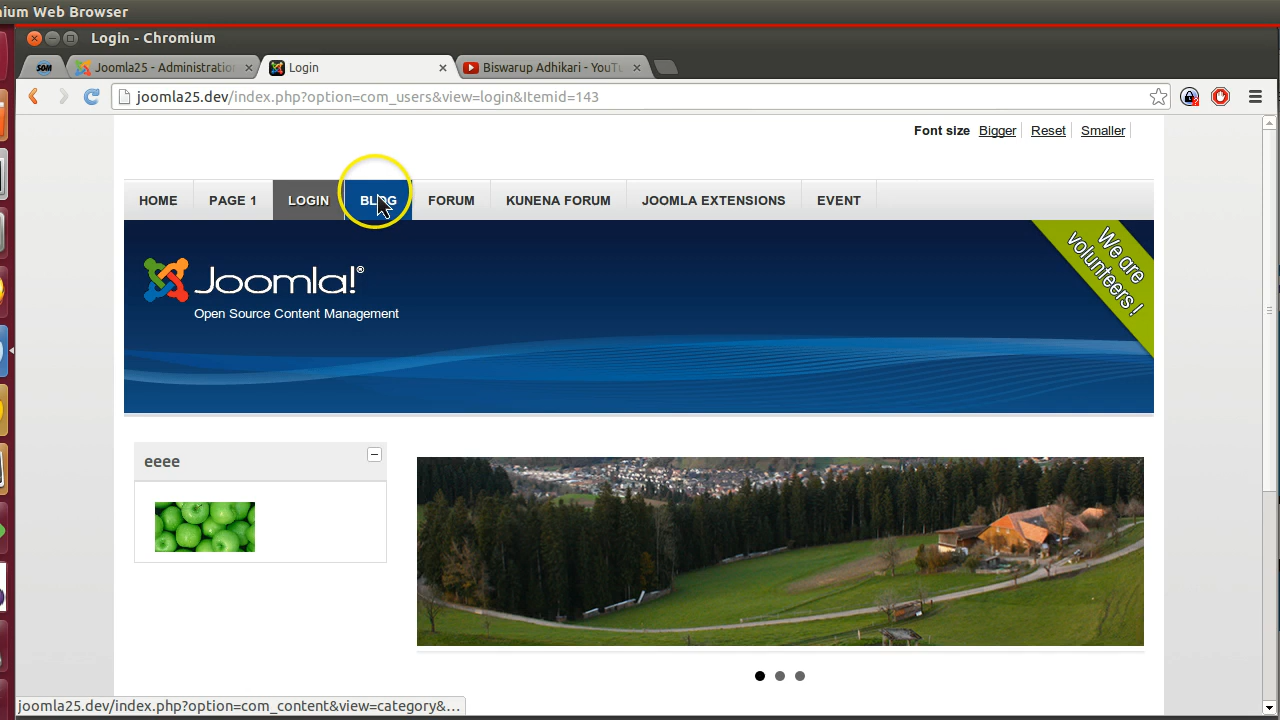 ium Web Browser
Login - Chromium
SOM
Joomla25 - Administration
Login
Biswarup Adhikari - YouTu
joomla25.dev/index.php?option=com_users&view=login&Itemid=143
Font size Bigger Reset Smaller
HOME PAGE 1 LOGIN BLOG FORUM KUNENA FORUM JOOMLA EXTENSIONS EVENT
Joomla!®
Open Source Content Management
We are
volunteers !
eeee
joomla25.dev/index.php?option=com_content&view=category&...